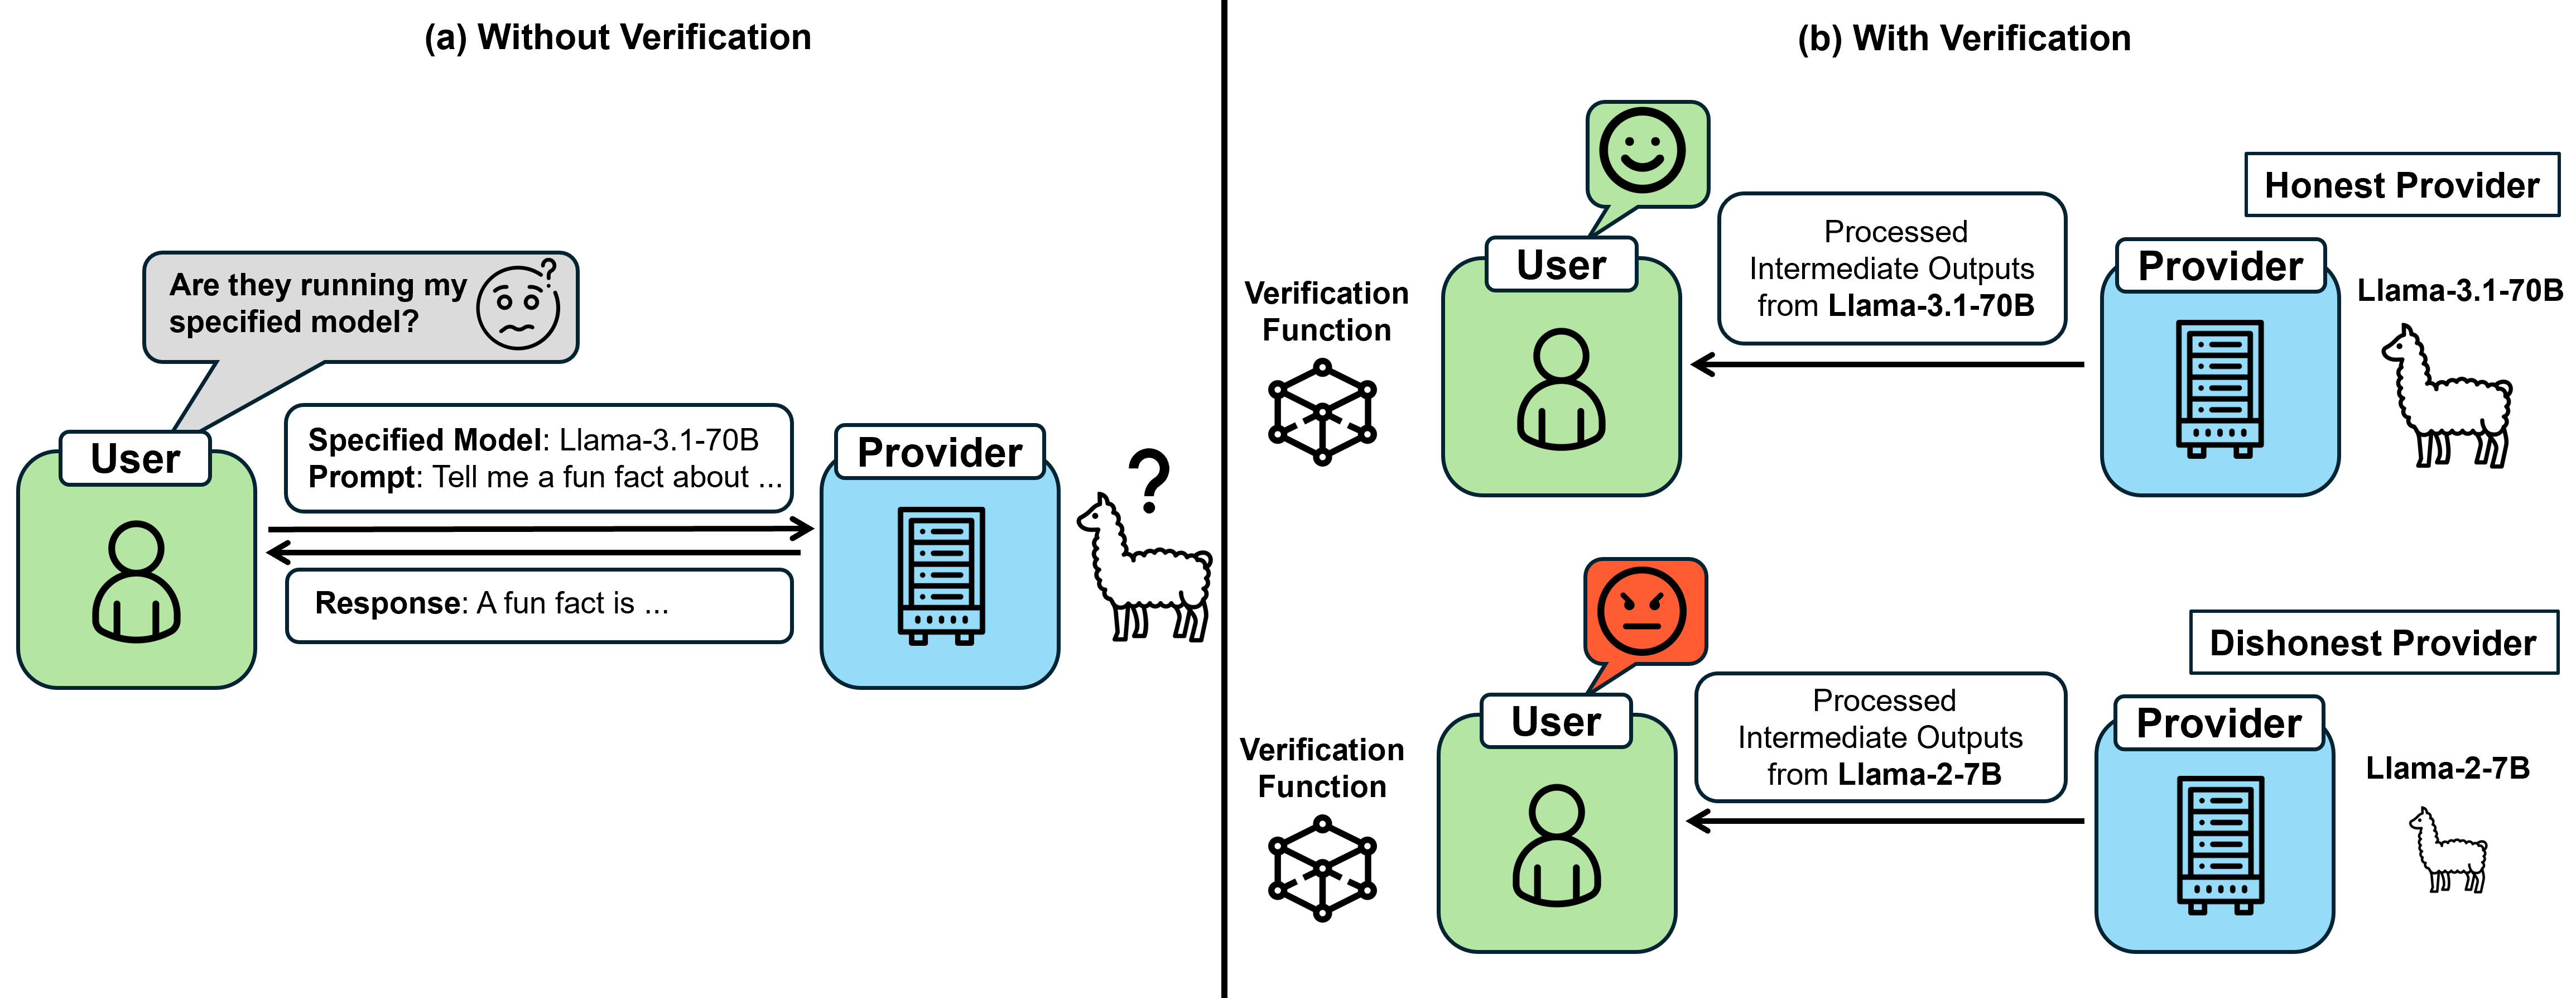 (a) Without Verification
Are they running my
specified model?
?
User
Specified Model: Llama-3.1-70B
Prompt: Tell me a fun fact about ...
Response: A fun fact is ...
Provider
?
(b) With Verification
Honest Provider
Verification
Function
User
Processed
Intermediate Outputs
from Llama-3.1-70B
Provider
Llama-3.1-70B
Dishonest Provider
Verification
Function
User
Processed
Intermediate Outputs
from Llama-2-7B
Provider
Llama-2-7B